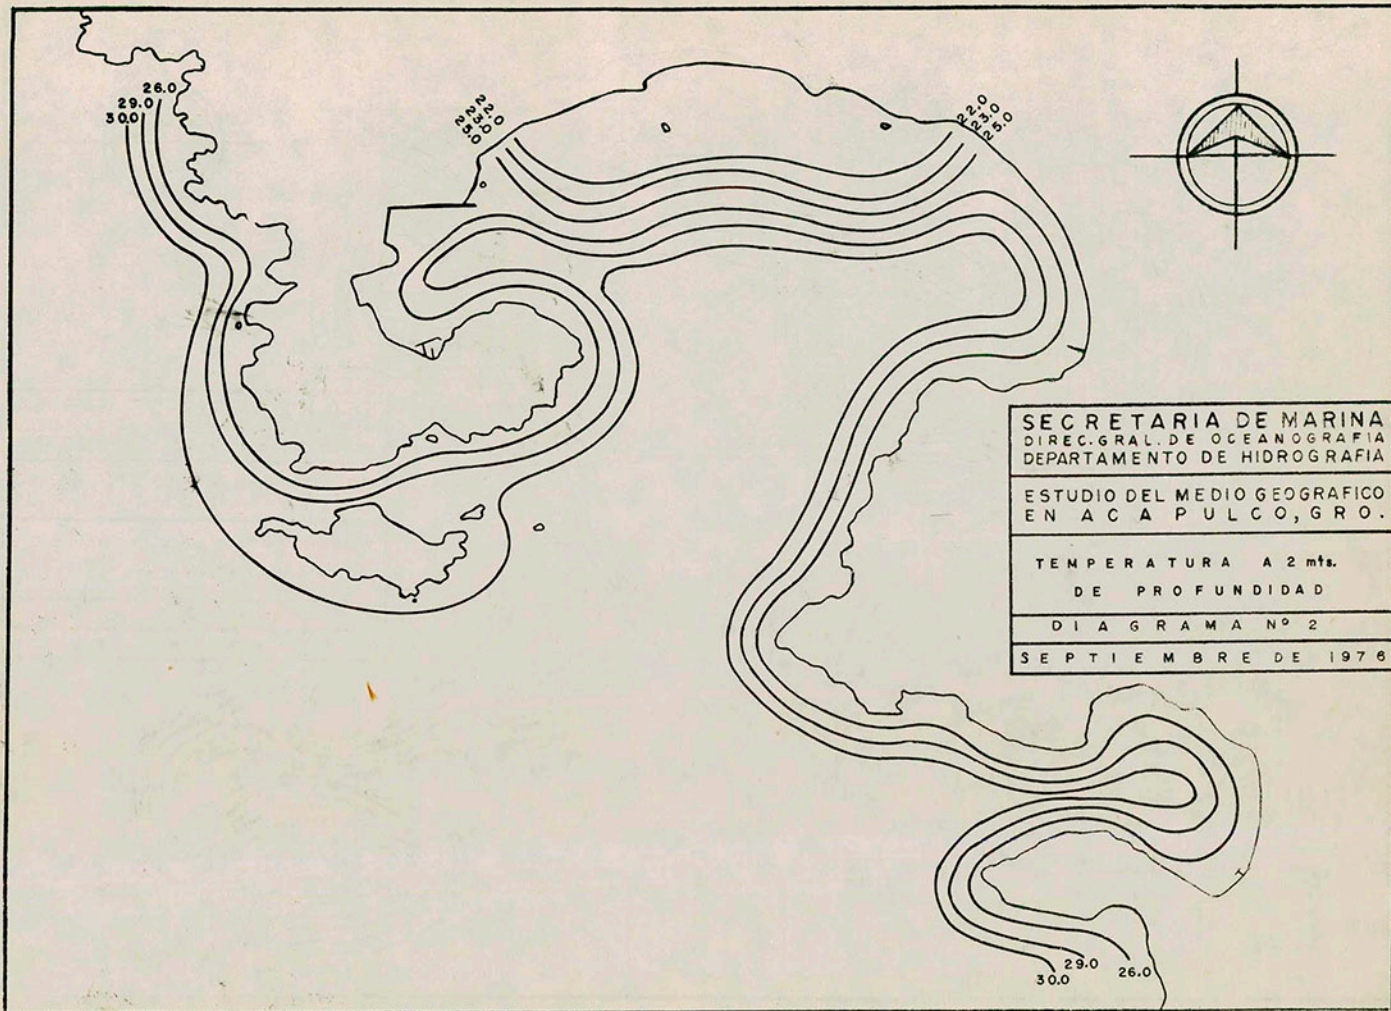 26.0
29.0
30.0
22.0
23.0
25.0
22.0
23.0
25.0
SECRETARIA DE MARINA
DIREC. GRAL. DE OCEANOGRAFIA
DEPARTAMENTO DE HIDROGRAFIA
ESTUDIO DEL MEDIO GEOGRAFICO
EN ACAPULCO, GRO.
TEMPERATURA A 2 mts.
DE PROFUNDIDAD
DIAGRAMA Nº 2
SEPTIEMBRE DE 1976
29.0
30.0
26.0